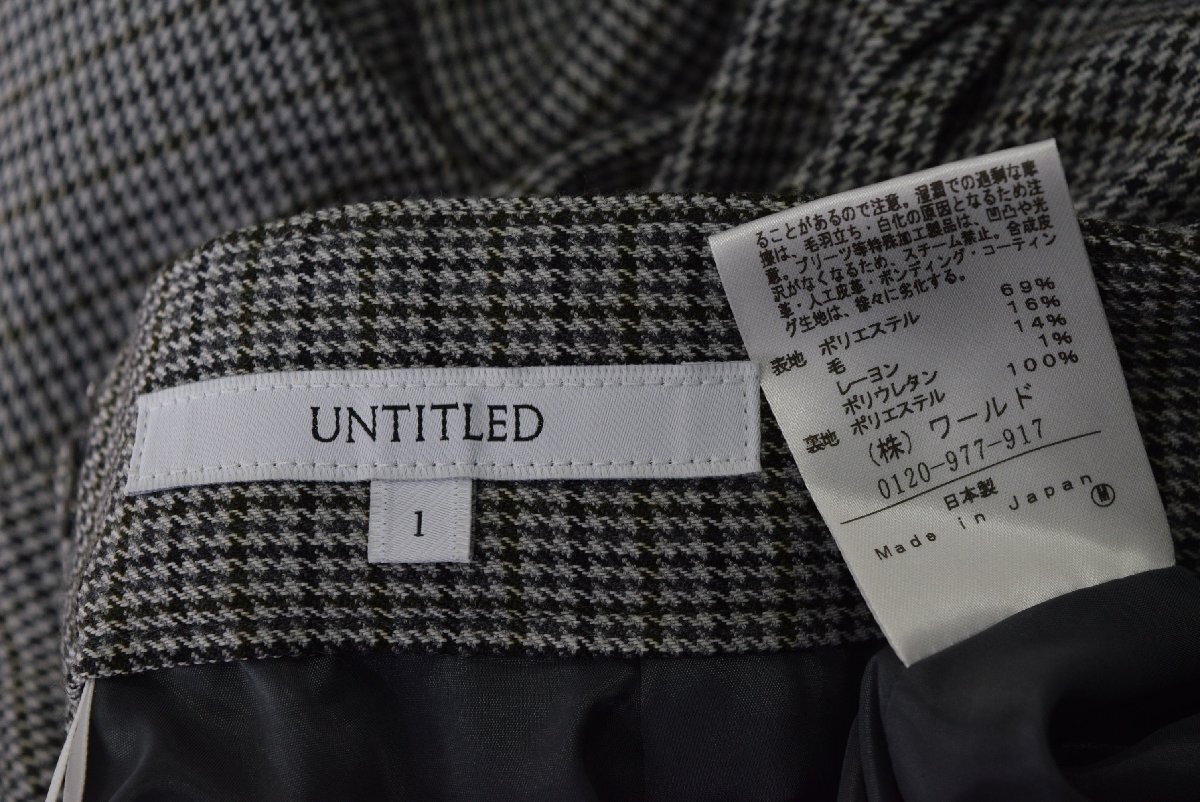 UNTITLED
1
ることがあるので注意。湿潤での過剰な摩
擦は、毛羽立ち・白化の原因となるため注
意。プリーツ等特殊加工製品は、凹凸や光
沢がなくなるため、スチーム禁止。合成皮
革・人工皮革・ボンディング・コーティン
グ生地は、徐々に劣化する。
表地 ポリエステル 69%
毛 16%
レーヨン 14%
ポリウレタン 1%
裏地 ポリエステル 100%
(株) ワールド
0120-977-917
日本製
Made in Japan M